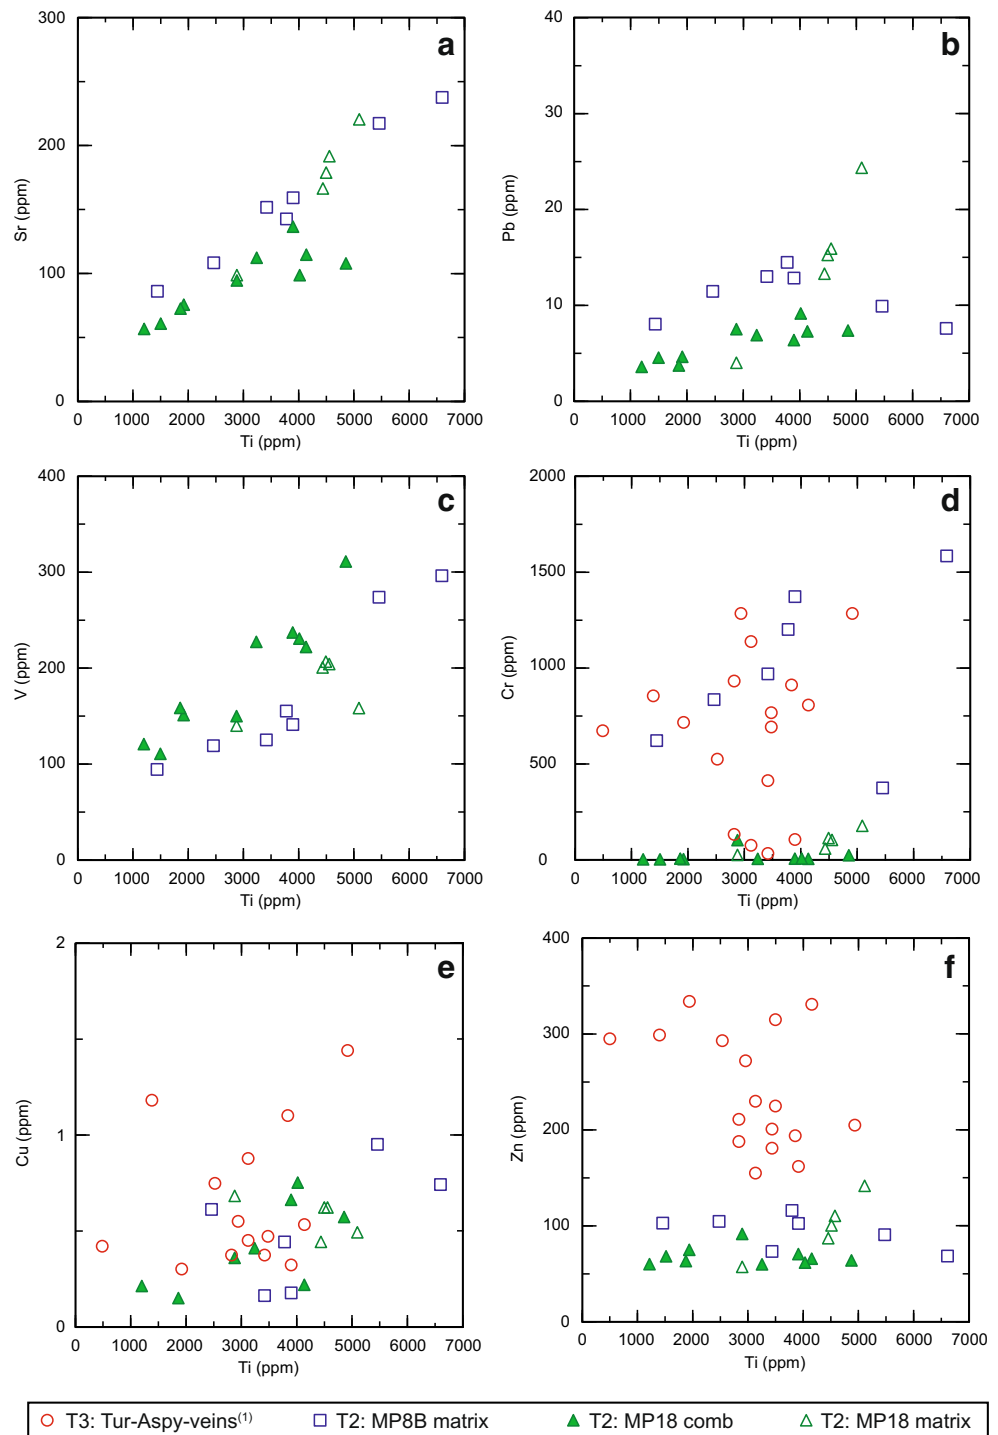 300
a
200
100
0
Sr (ppm)
0 1000 2000 3000 4000 5000 6000 7000
Ti (ppm)
40
b
30
20
10
0
Pb (ppm)
0 1000 2000 3000 4000 5000 6000 7000
Ti (ppm)
400
c
300
200
100
0
V (ppm)
0 1000 2000 3000 4000 5000 6000 7000
Ti (ppm)
2000
d
1500
1000
500
0
Cr (ppm)
0 1000 2000 3000 4000 5000 6000 7000
Ti (ppm)
2
e
1
0
Cu (ppm)
0 1000 2000 3000 4000 5000 6000 7000
Ti (ppm)
400
f
300
200
100
0
Zn (ppm)
0 1000 2000 3000 4000 5000 6000 7000
Ti (ppm)
T3: Tur-Aspy-veins(1) T2: MP8B matrix T2: MP18 comb T2: MP18 matrix